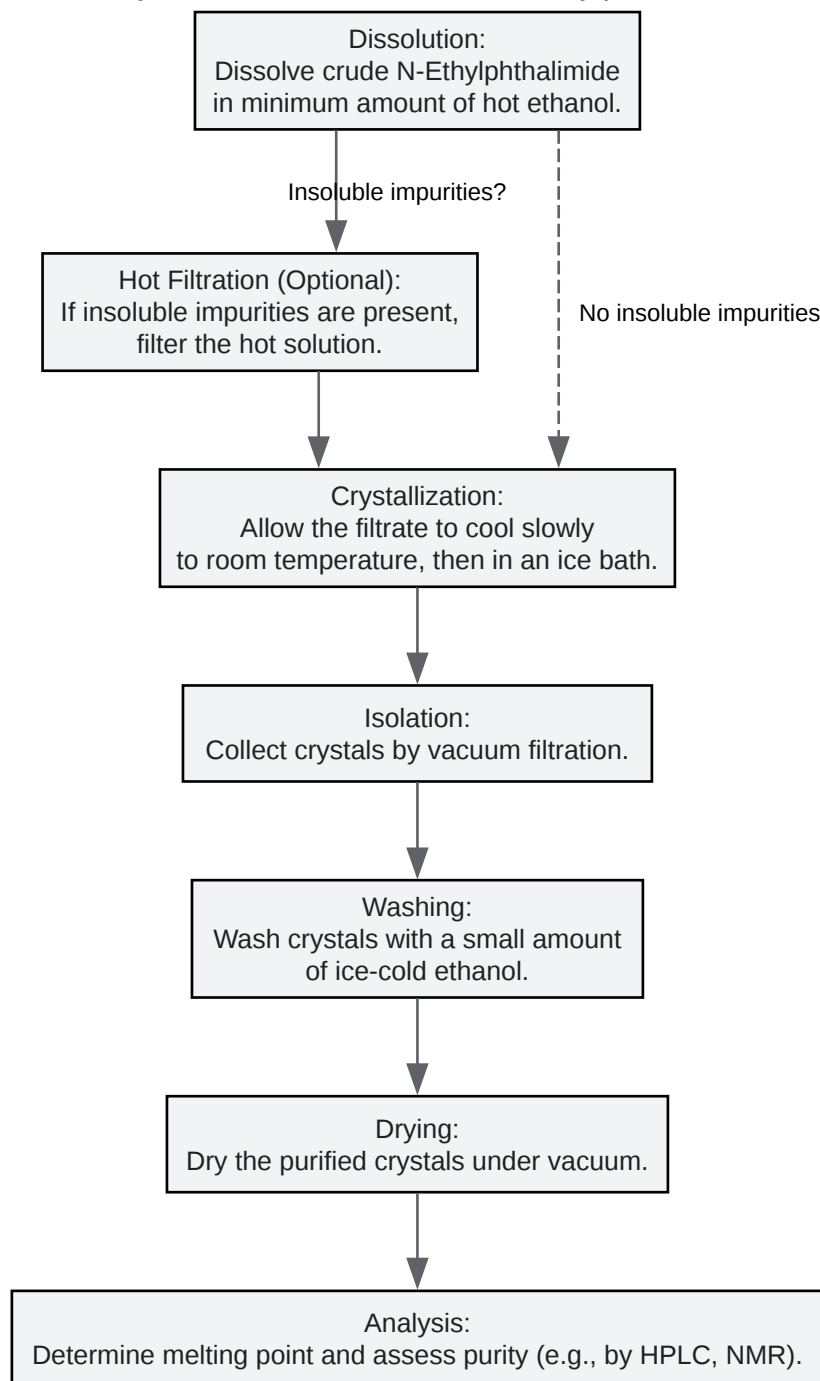 Dissolution:
Dissolve crude N-Ethylphthalimide
in minimum amount of hot ethanol.
Insoluble impurities?
Hot Filtration (Optional):
If insoluble impurities are present,
filter the hot solution.
No insoluble impurities
Crystallization:
Allow the filtrate to cool slowly
to room temperature, then in an ice bath.
Isolation:
Collect crystals by vacuum filtration.
Washing:
Wash crystals with a small amount
of ice-cold ethanol.
Drying:
Dry the purified crystals under vacuum.
Analysis:
Determine melting point and assess purity (e.g., by HPLC, NMR).